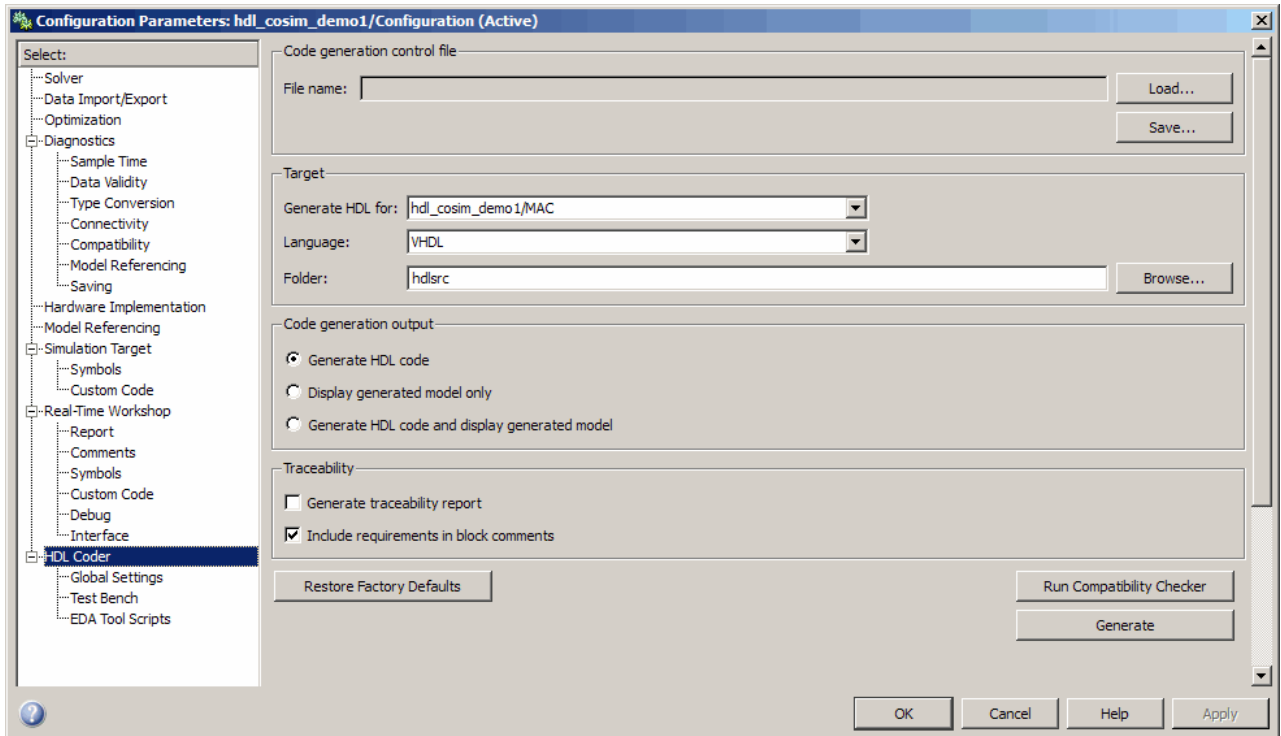 Configuration Parameters: hdl_cosim_demo1/Configuration (Active)
Select:
Solver
Data Import/Export
Optimization
Diagnostics
Sample Time
Data Validity
Type Conversion
Connectivity
Compatibility
Model Referencing
Saving
Hardware Implementation
Model Referencing
Simulation Target
Symbols
Custom Code
Real-Time Workshop
Report
Comments
Symbols
Custom Code
Debug
Interface
HDL Coder
Global Settings
Test Bench
EDA Tool Scripts
Code generation control file
File name: Load...
Save...
Target
Generate HDL for: hdl_cosim_demo1/MAC
Language: VHDL
Folder: hdlsrc Browse...
Code generation output
Generate HDL code
Display generated model only
Generate HDL code and display generated model
Traceability
Generate traceability report
Include requirements in block comments
Restore Factory Defaults Run Compatibility Checker
Generate
? OK Cancel Help Apply